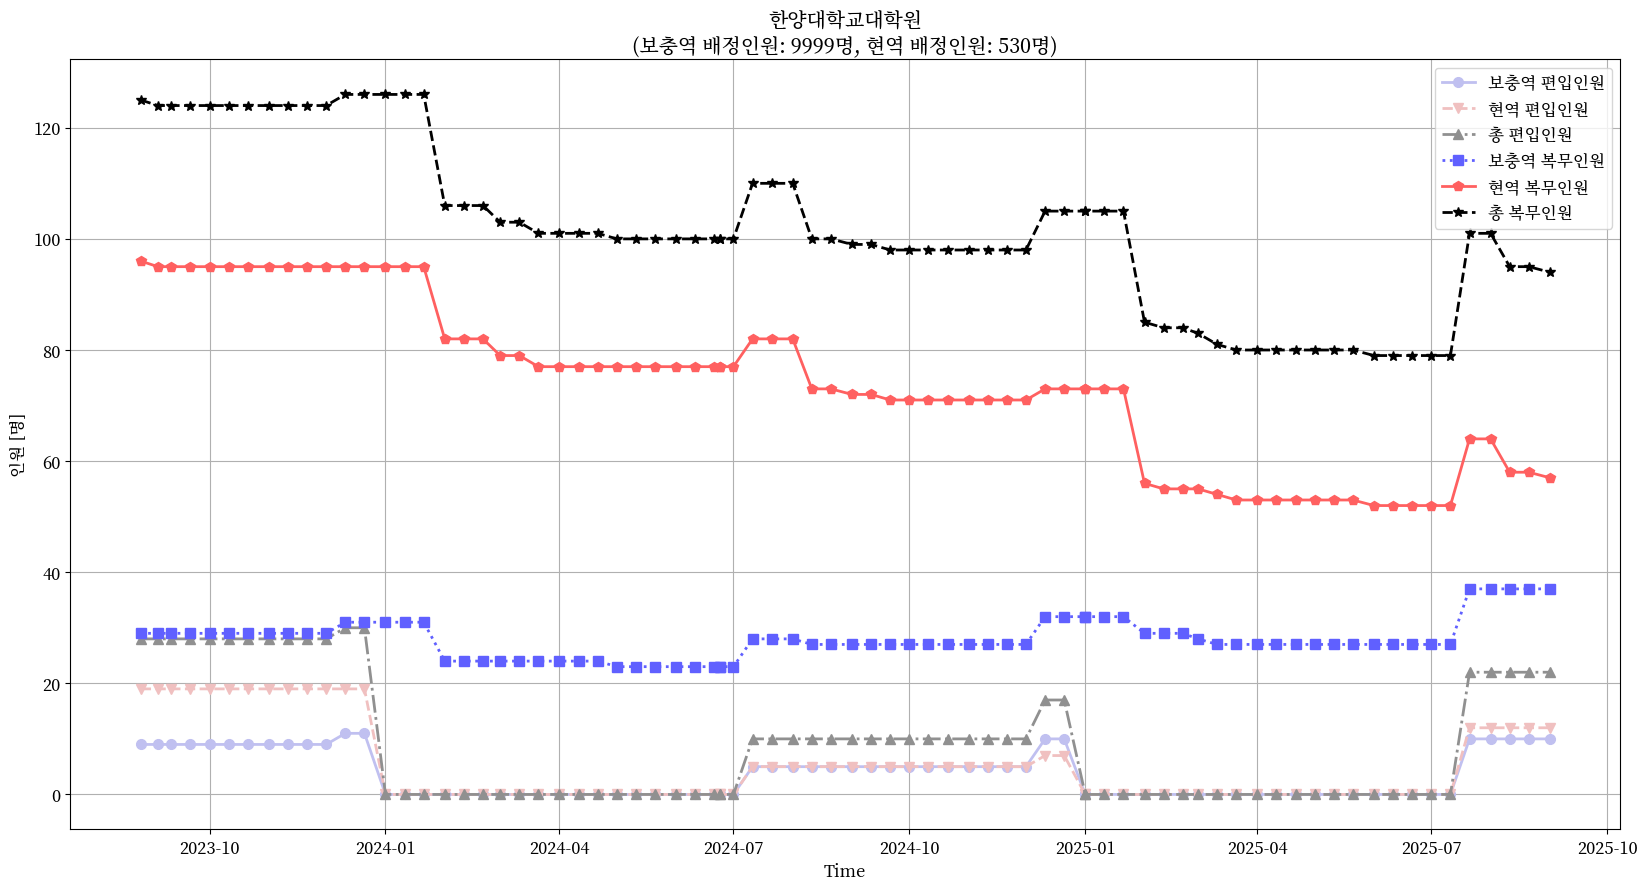 한양대학교대학원
(보충역 배정인원: 9999명, 현역 배정인원: 530명)
보충역 편입인원
현역 편입인원
총 편입인원
보충역 복무인원
현역 복무인원
총 복무인원
인원 [명]
120
100
80
60
40
20
0
2023-10
2024-01
2024-04
2024-07
2024-10
2025-01
2025-04
2025-07
2025-10
Time